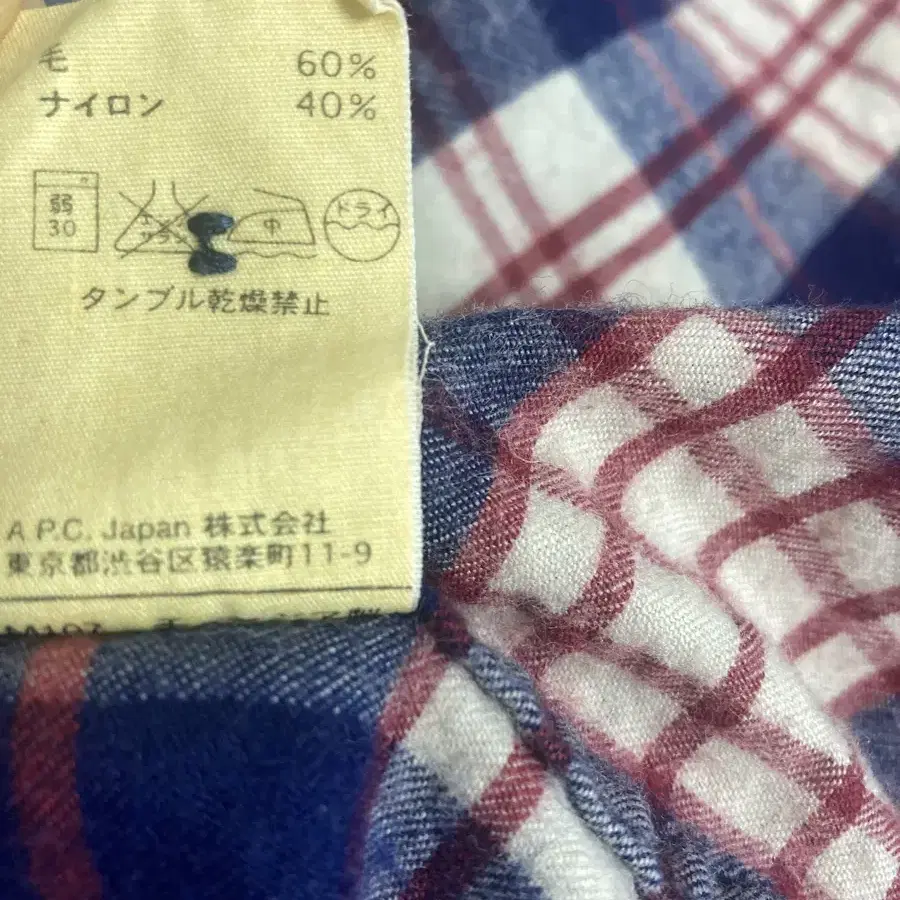 毛 60%
ナイロン 40%
弱
30
中
ドライ
タンブル乾燥禁止
A.P.C. Japan 株式会社
東京都渋谷区猿楽町11-9